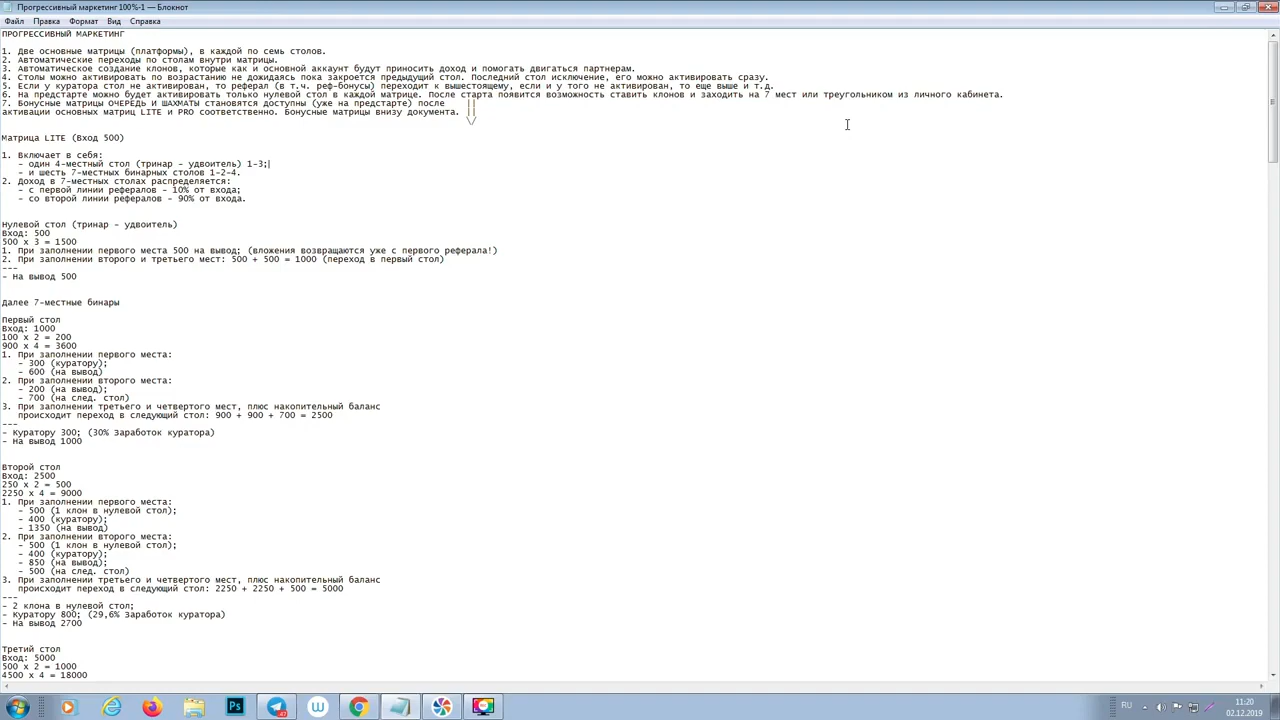 Прогрессивный маркетинг 100%-1 — Блокнот
Файл Правка Формат Вид Справка
ПРОГРЕССИВНЫЙ МАРКЕТИНГ
1. Две основные матрицы (платформы), в каждой по семь столов.
2. Автоматические переходы по столам внутри матрицы.
3. Автоматическое создание клонов, которые как и основной аккаунт будут приносить доход и помогать двигаться партнерам.
4. Столы можно активировать по возрастанию не дожидаясь пока закроется предыдущий стол. Последний стол исключение, его можно активировать сразу.
5. Если у куратора стол не активирован, то реферал (в т.ч. реф-бонусы) переходит к вышестоящему, если и у того не активирован, то еще выше и т.д.
6. На предстарте можно будет активировать только нулевой стол в каждой матрице. После старта появится возможность ставить клонов и заходить на 7 мест или треугольником из личного кабинета.
7. Бонусные матрицы ОЧЕРЕДЬ И ШАХМАТЫ становятся доступны (уже на предстарте) после ||
активации основных матриц LITE и PRO соответственно. Бонусные матрицы внизу документа. ||
\/
Матрица LITE (Вход 500)
1. Включает в себя:
- один 4-местный стол (тринар - удвоитель) 1-3;
- и шесть 7-местных бинарных столов 1-2-4.
2. Доход в 7-местных столах распределяется:
- с первой линии рефералов - 10% от входа;
- со второй линии рефералов - 90% от входа.
Нулевой стол (тринар - удвоитель)
Вход: 500
500 x 3 = 1500
1. При заполнении первого места 500 на вывод; (вложения возвращаются уже с первого реферала!)
2. При заполнении второго и третьего мест: 500 + 500 = 1000 (переход в первый стол)
---
- На вывод 500
Далее 7-местные бинары
Первый стол
Вход: 1000
100 x 2 = 200
900 x 4 = 3600
1. При заполнении первого места:
- 300 (куратору);
- 600 (на вывод)
2. При заполнении второго места:
- 200 (на вывод);
- 700 (на след. стол)
3. При заполнении третьего и четвертого мест, плюс накопительный баланс
происходит переход в следующий стол: 900 + 900 + 700 = 2500
---
- Куратору 300; (30% Заработок куратора)
- На вывод 1000
Второй стол
Вход: 2500
250 x 2 = 500
2250 x 4 = 9000
1. При заполнении первого места:
- 500 (1 клон в нулевой стол);
- 400 (куратору);
- 1350 (на вывод)
2. При заполнении второго места:
- 500 (1 клон в нулевой стол);
- 400 (куратору);
- 850 (на вывод);
- 500 (на след. стол)
3. При заполнении третьего и четвертого мест, плюс накопительный баланс
происходит переход в следующий стол: 2250 + 2250 + 500 = 5000
---
- 2 клона в нулевой стол;
- Куратору 800; (29,6% Заработок куратора)
- На вывод 2700
Третий стол
Вход: 5000
500 x 2 = 1000
4500 x 4 = 18000
Ps
W
RU
11:20
02.12.2019